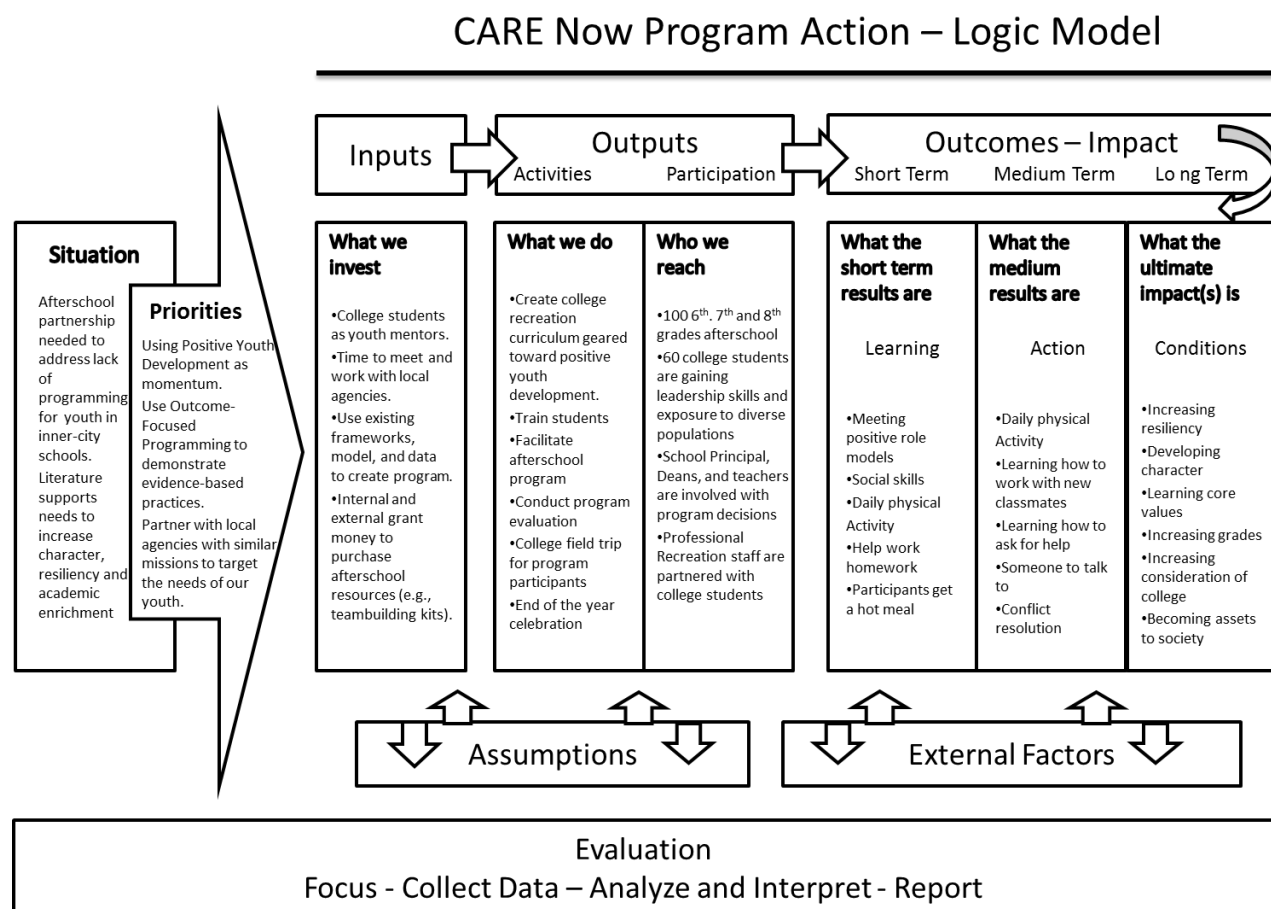 CARE Now Program Action – Logic Model
Inputs
Outputs
Activities
Participation
Outcomes – Impact
Short Term
Medium Term
Lo ng Term
Situation
Afterschool
partnership
needed to
address lack
of
programming
for youth in
inner-city
schools.
Literature
supports
needs to
increase
character,
resiliency and
academic
enrichment
Priorities
Using Positive Youth
Development as
momentum.
Use Outcome-
Focused
Programming to
demonstrate
evidence-based
practices.
Partner with local
agencies with similar
missions to target
the needs of our
youth.
What we
invest
•College students
as youth mentors.
•Time to meet and
work with local
agencies.
•Use existing
frameworks,
model, and data
to create program.
•Internal and
external grant
money to
purchase
afterschool
resources (e.g.,
teambuilding kits).
What we do
•Create college
recreation
curriculum geared
toward positive
youth
development.
•Train students
•Facilitate
afterschool
program
•Conduct program
evaluation
•College field trip
for program
participants
•End of the year
celebration
Who we
reach
•100 6th. 7th and 8th
grades afterschool
•60 college students
are gaining
leadership skills and
exposure to diverse
populations
•School Principal,
Deans, and teachers
are involved with
program decisions
•Professional
Recreation staff are
partnered with
college students
What the
short term
results are
Learning
•Meeting
positive role
models
•Social skills
•Daily physical
Activity
•Help work
homework
•Participants get
a hot meal
What the
medium
results are
Action
•Daily physical
Activity
•Learning how to
work with new
classmates
•Learning how to
ask for help
•Someone to talk
to
•Conflict
resolution
What the
ultimate
impact(s) is
Conditions
•Increasing
resiliency
•Developing
character
•Learning core
values
•Increasing grades
•Increasing
consideration of
college
•Becoming assets
to society
Assumptions
External Factors
Evaluation
Focus - Collect Data – Analyze and Interpret - Report